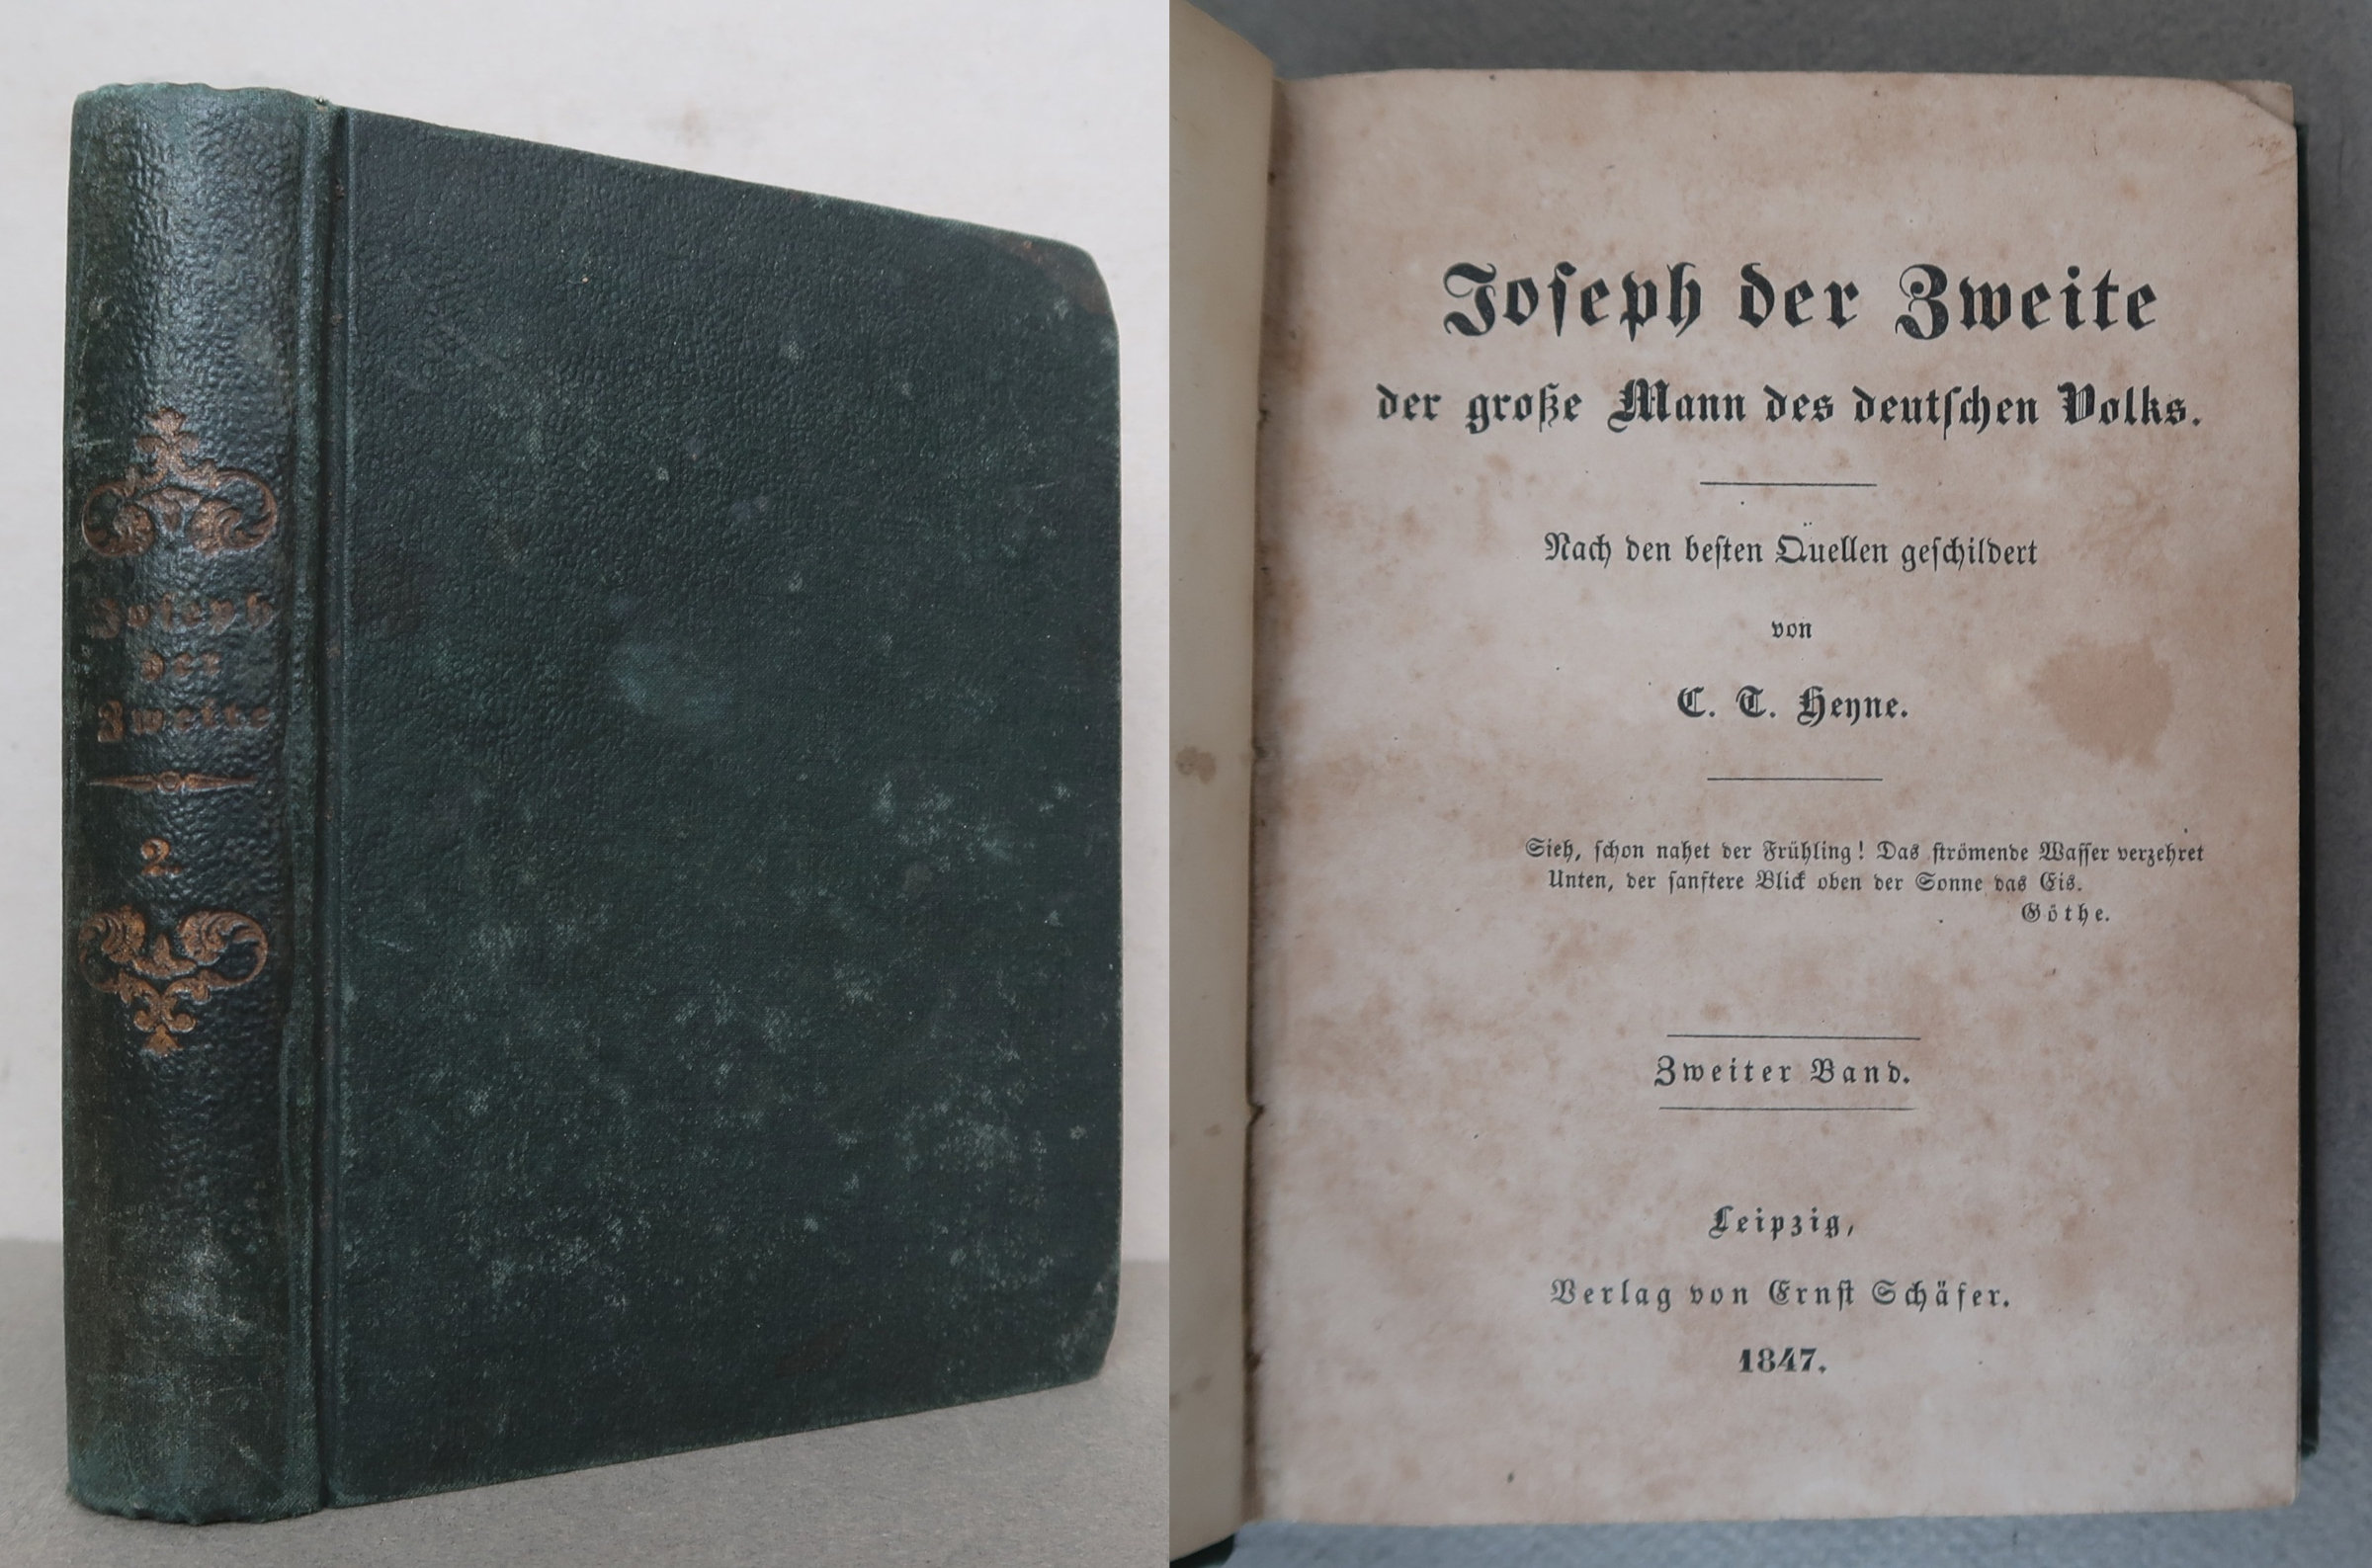 Joseph
der
Zweite
2.
Joseph der Zweite
der große Mann des deutschen Volks.
Nach den besten Quellen geschildert
von
C. T. Heyne.
Sieh, schon nahet der Frühling! Das strömende Wasser verzehret
Unten, der sanftere Blick oben der Sonne das Eis.
Göthe.
Zweiter Band.
Leipzig,
Verlag von Ernst Schäfer.
1847.